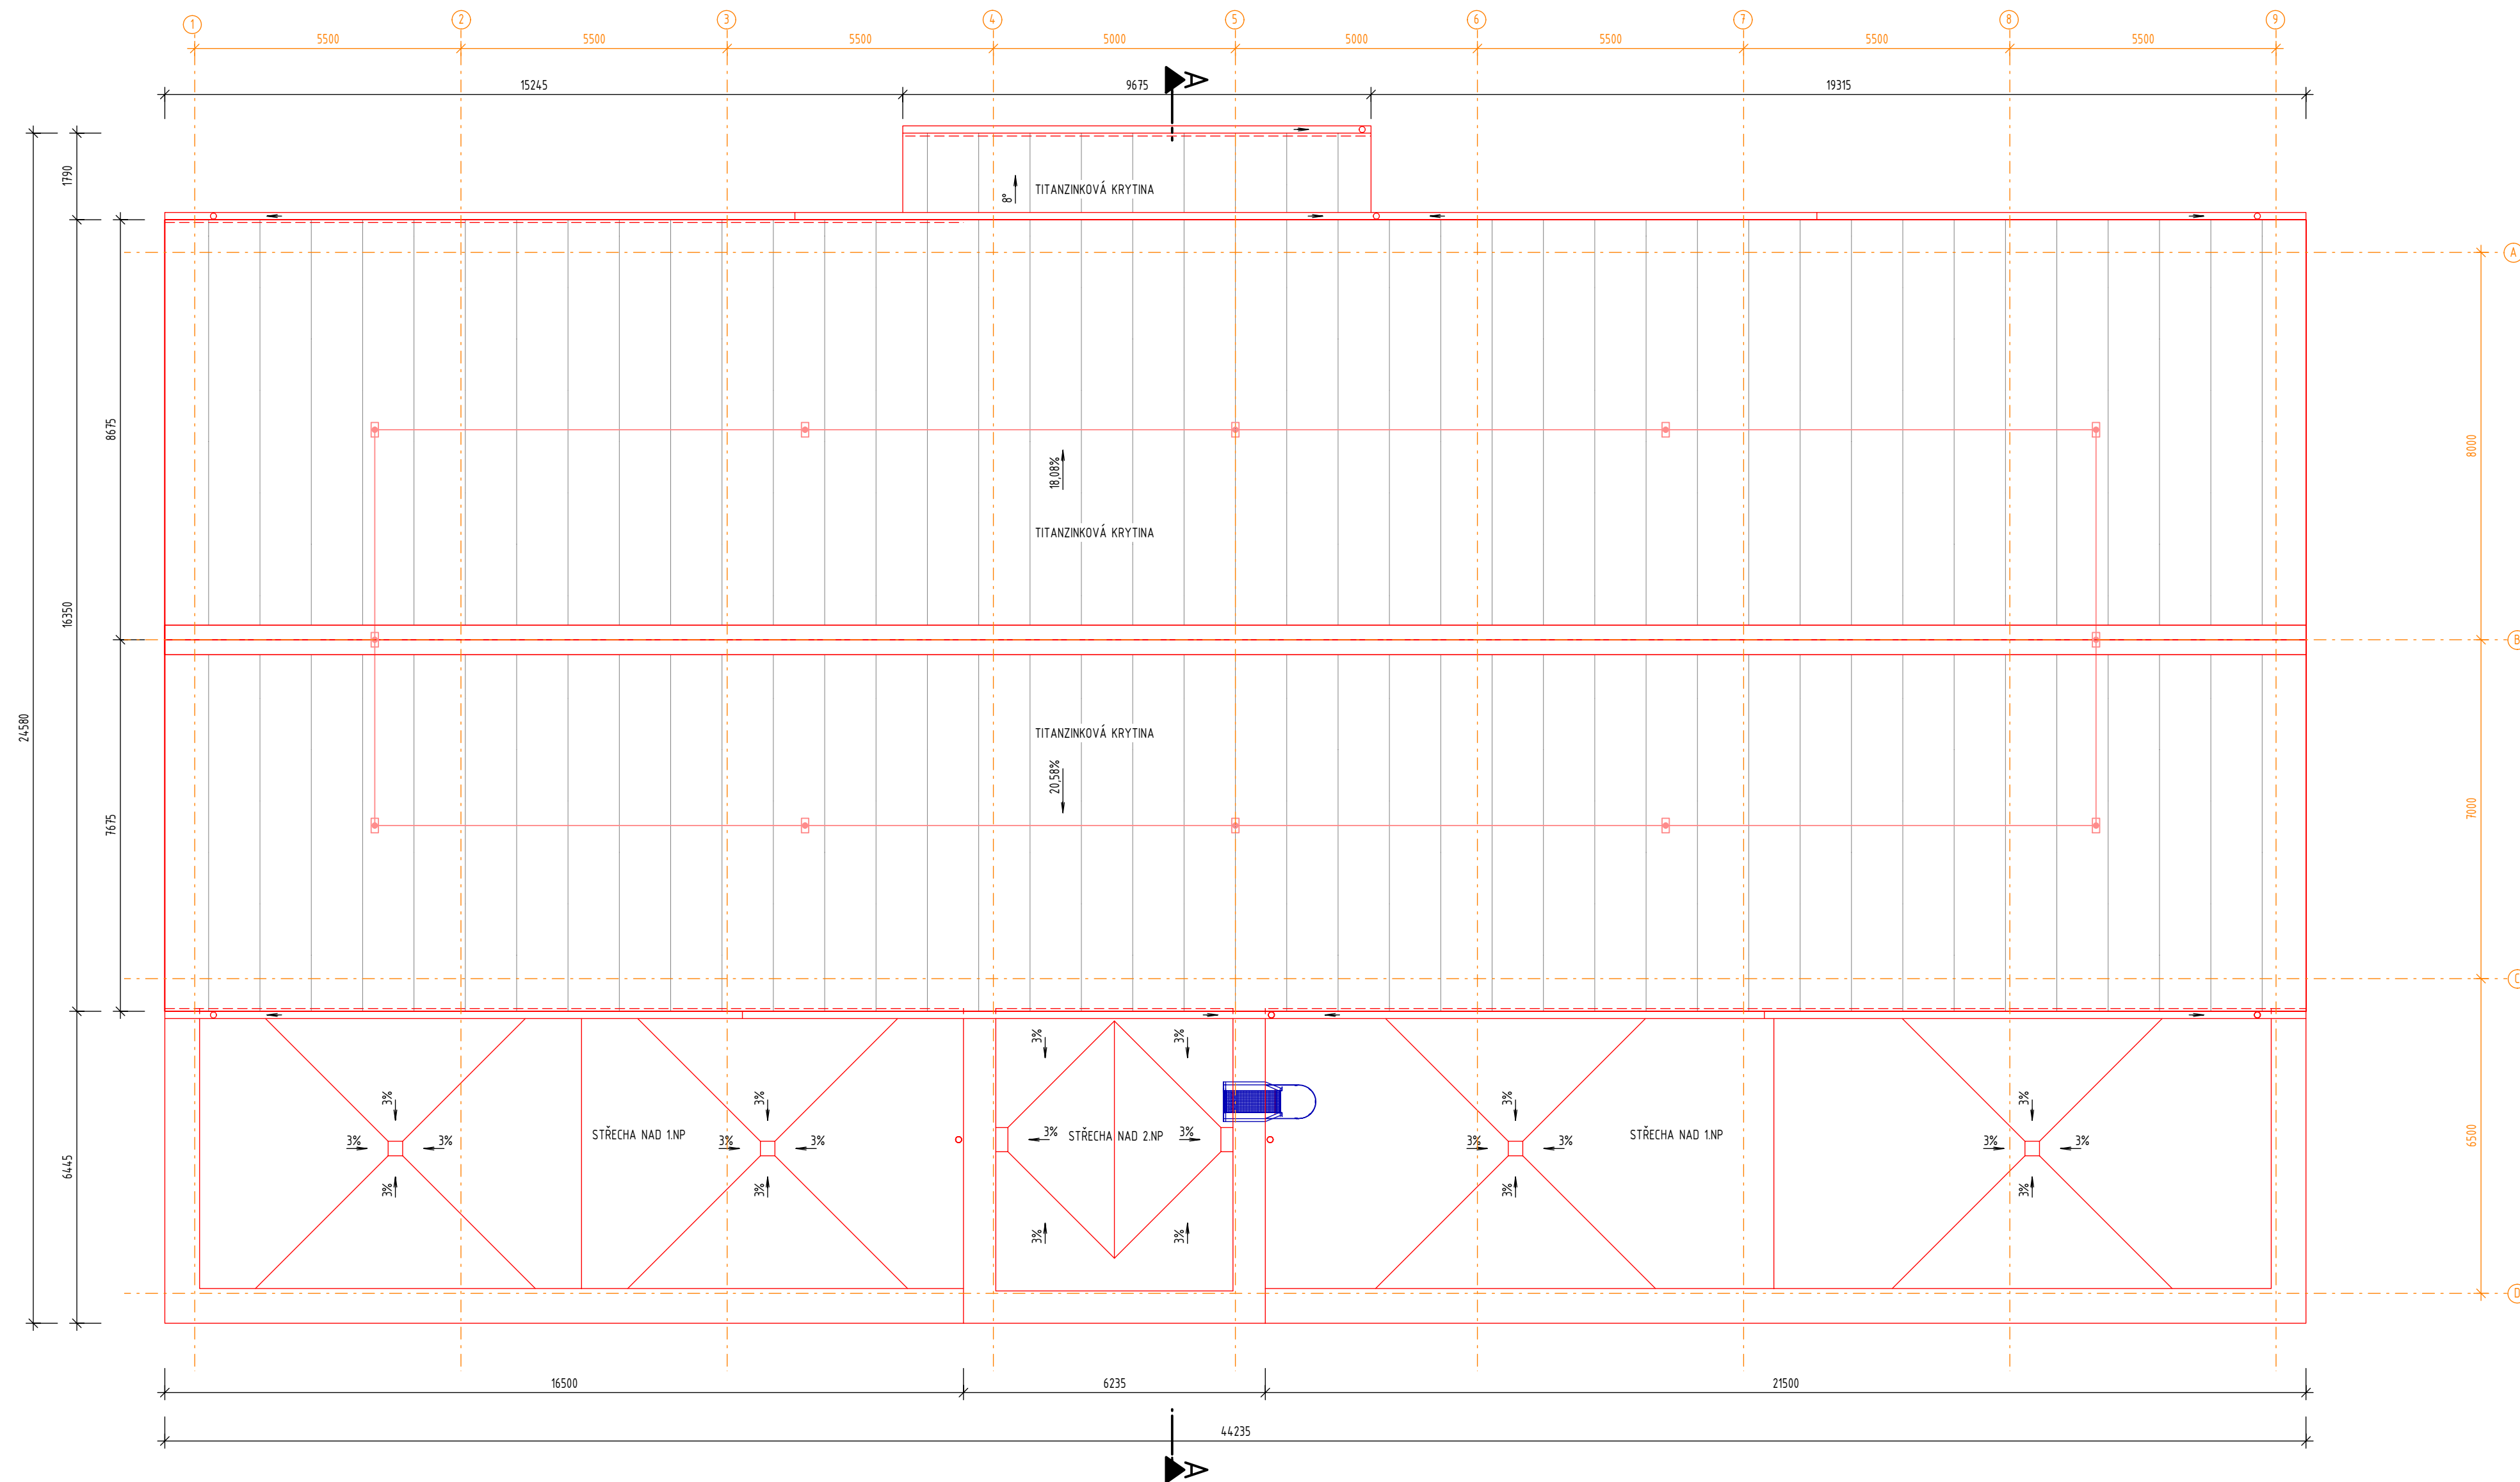 1 2 3 4 5 6 7 8 9
5500 5500 5500 5000 5000 5500 5500 5500
A
15245 9675 19315
1790
8°
TITANZINKOVÁ KRYTINA
A
8675
8000
18,08%
TITANZINKOVÁ KRYTINA
16350
B
24580
TITANZINKOVÁ KRYTINA
20,58%
7675
7000
C
3% 3%
3% 3% 3% 3%
3% 3% STŘECHA NAD 1.NP 3% 3% 3% STŘECHA NAD 2.NP 3% 3% 3% STŘECHA NAD 1.NP 3% 3%
3% 3% 3% 3%
3% 3%
6445
6500
D
16500 6235 21500
44235
A